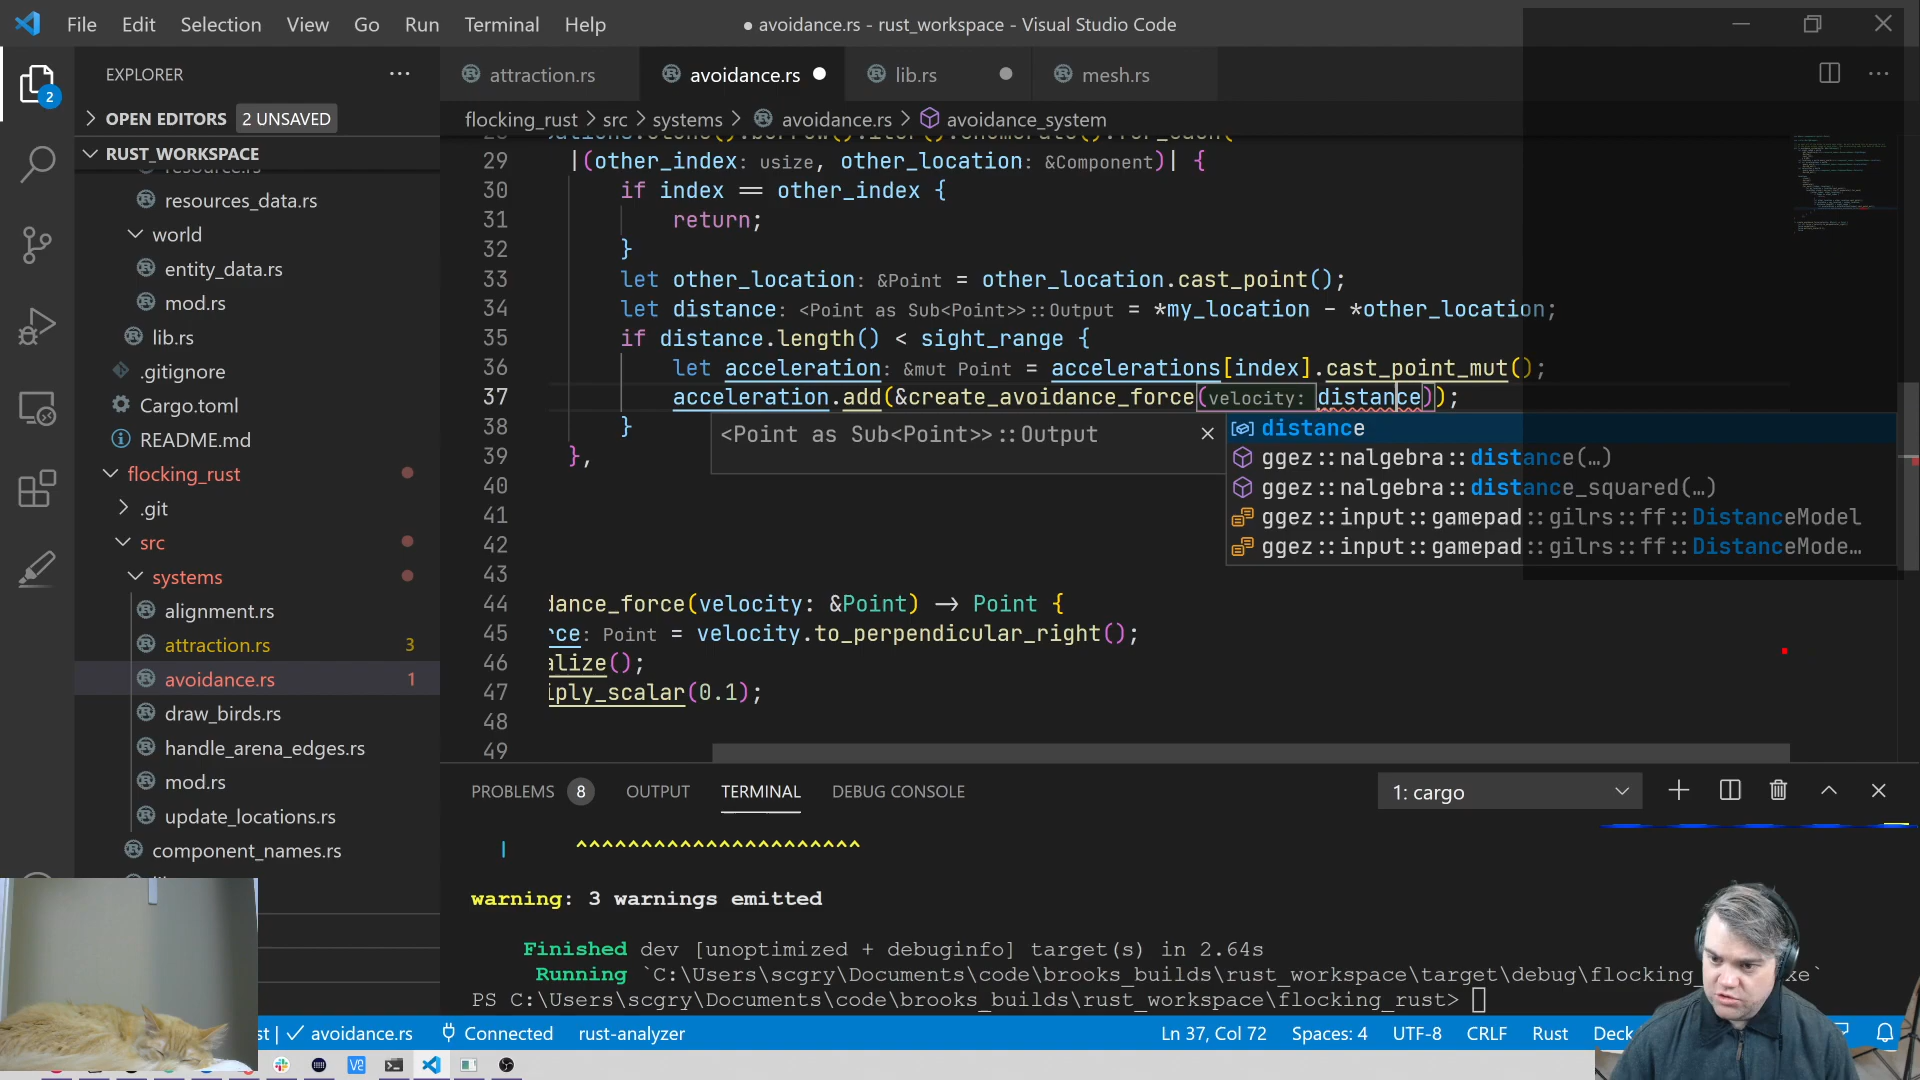 File Edit Selection View Go Run Terminal Help
● avoidance.rs - rust_workspace - Visual Studio Code
EXPLORER
attraction.rs
avoidance.rs
lib.rs
mesh.rs
2
OPEN EDITORS 2 UNSAVED
flocking_rust > src > systems > avoidance.rs > avoidance_system
RUST_WORKSPACE
resources_data.rs
world
entity_data.rs
mod.rs
lib.rs
.gitignore
Cargo.toml
README.md
flocking_rust
.git
src
systems
alignment.rs
attraction.rs 3
avoidance.rs 1
draw_birds.rs
handle_arena_edges.rs
mod.rs
update_locations.rs
component_names.rs
29 |(other_index: usize, other_location: &Component)| {
30 if index == other_index {
31 return;
32 }
33 let other_location: &Point = other_location.cast_point();
34 let distance: <Point as Sub<Point>>::Output = *my_location - *other_location;
35 if distance.length() < sight_range {
36 let acceleration: &mut Point = accelerations[index].cast_point_mut();
37 acceleration.add(&create_avoidance_force(velocity: distance));
38 }
39 },
40
41
42
43
44 dance_force(velocity: &Point) -> Point {
45 rce: Point = velocity.to_perpendicular_right();
46 alize();
47 iply_scalar(0.1);
48
49
<Point as Sub<Point>>::Output
distance
ggez::nalgebra::distance(…)
ggez::nalgebra::distance_squared(…)
ggez::input::gamepad::gilrs::ff::DistanceModel
ggez::input::gamepad::gilrs::ff::DistanceMode…
PROBLEMS 8 OUTPUT TERMINAL DEBUG CONSOLE
1: cargo
| ^^^^^^^^^^^^^^^^^^^^^^
warning: 3 warnings emitted
Finished dev [unoptimized + debuginfo] target(s) in 2.64s
Running `C:\Users\scgry\Documents\code\brooks_builds\rust_workspace\target\debug\flocking_
PS C:\Users\scgry\Documents\code\brooks_builds\rust_workspace\flocking_rust>
st | ✓ avoidance.rs Connected rust-analyzer
Ln 37, Col 72 Spaces: 4 UTF-8 CRLF Rust Deck